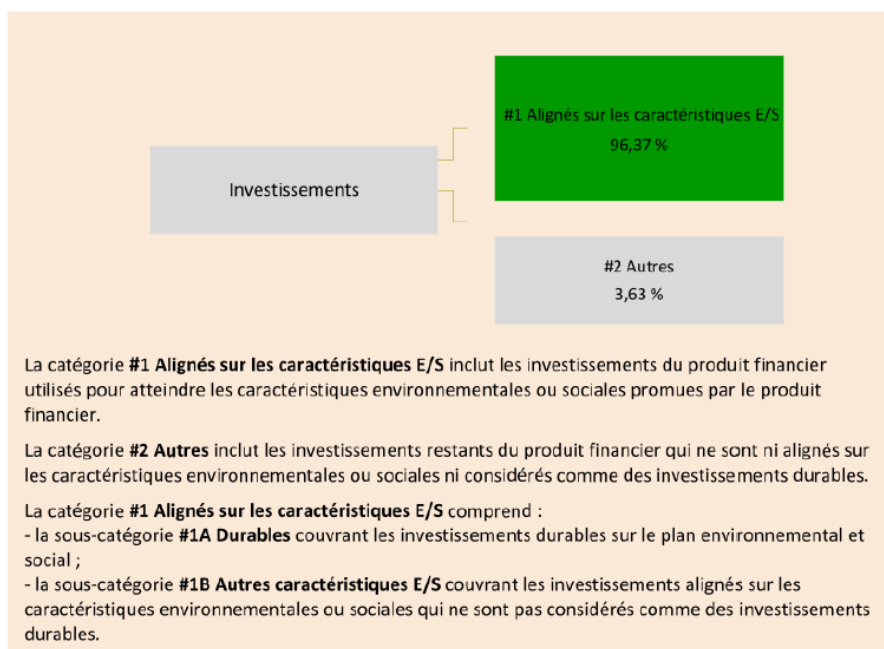 #1 Alignés sur les caractéristiques E/S
96,37 %
Investissements
#2 Autres
3,63 %
La catégorie #1 Alignés sur les caractéristiques E/S inclut les investissements du produit financier
utilisés pour atteindre les caractéristiques environnementales ou sociales promues par le produit
financier.
La catégorie #2 Autres inclut les investissements restants du produit financier qui ne sont ni alignés sur
les caractéristiques environnementales ou sociales ni considérés comme des investissements durables.
La catégorie #1 Alignés sur les caractéristiques E/S comprend :
- la sous-catégorie #1A Durables couvrant les investissements durables sur le plan environnemental et
social ;
- la sous-catégorie #1B Autres caractéristiques E/S couvrant les investissements alignés sur les
caractéristiques environnementales ou sociales qui ne sont pas considérés comme des investissements
durables.